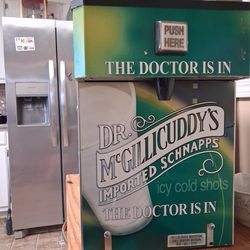 PUSH
HERE
THE DOCTOR IS IN
DR.
McGILLICUDDY'S
IMPORTED SCHNAPPS
icy cold shots
THE DOCTOR IS IN